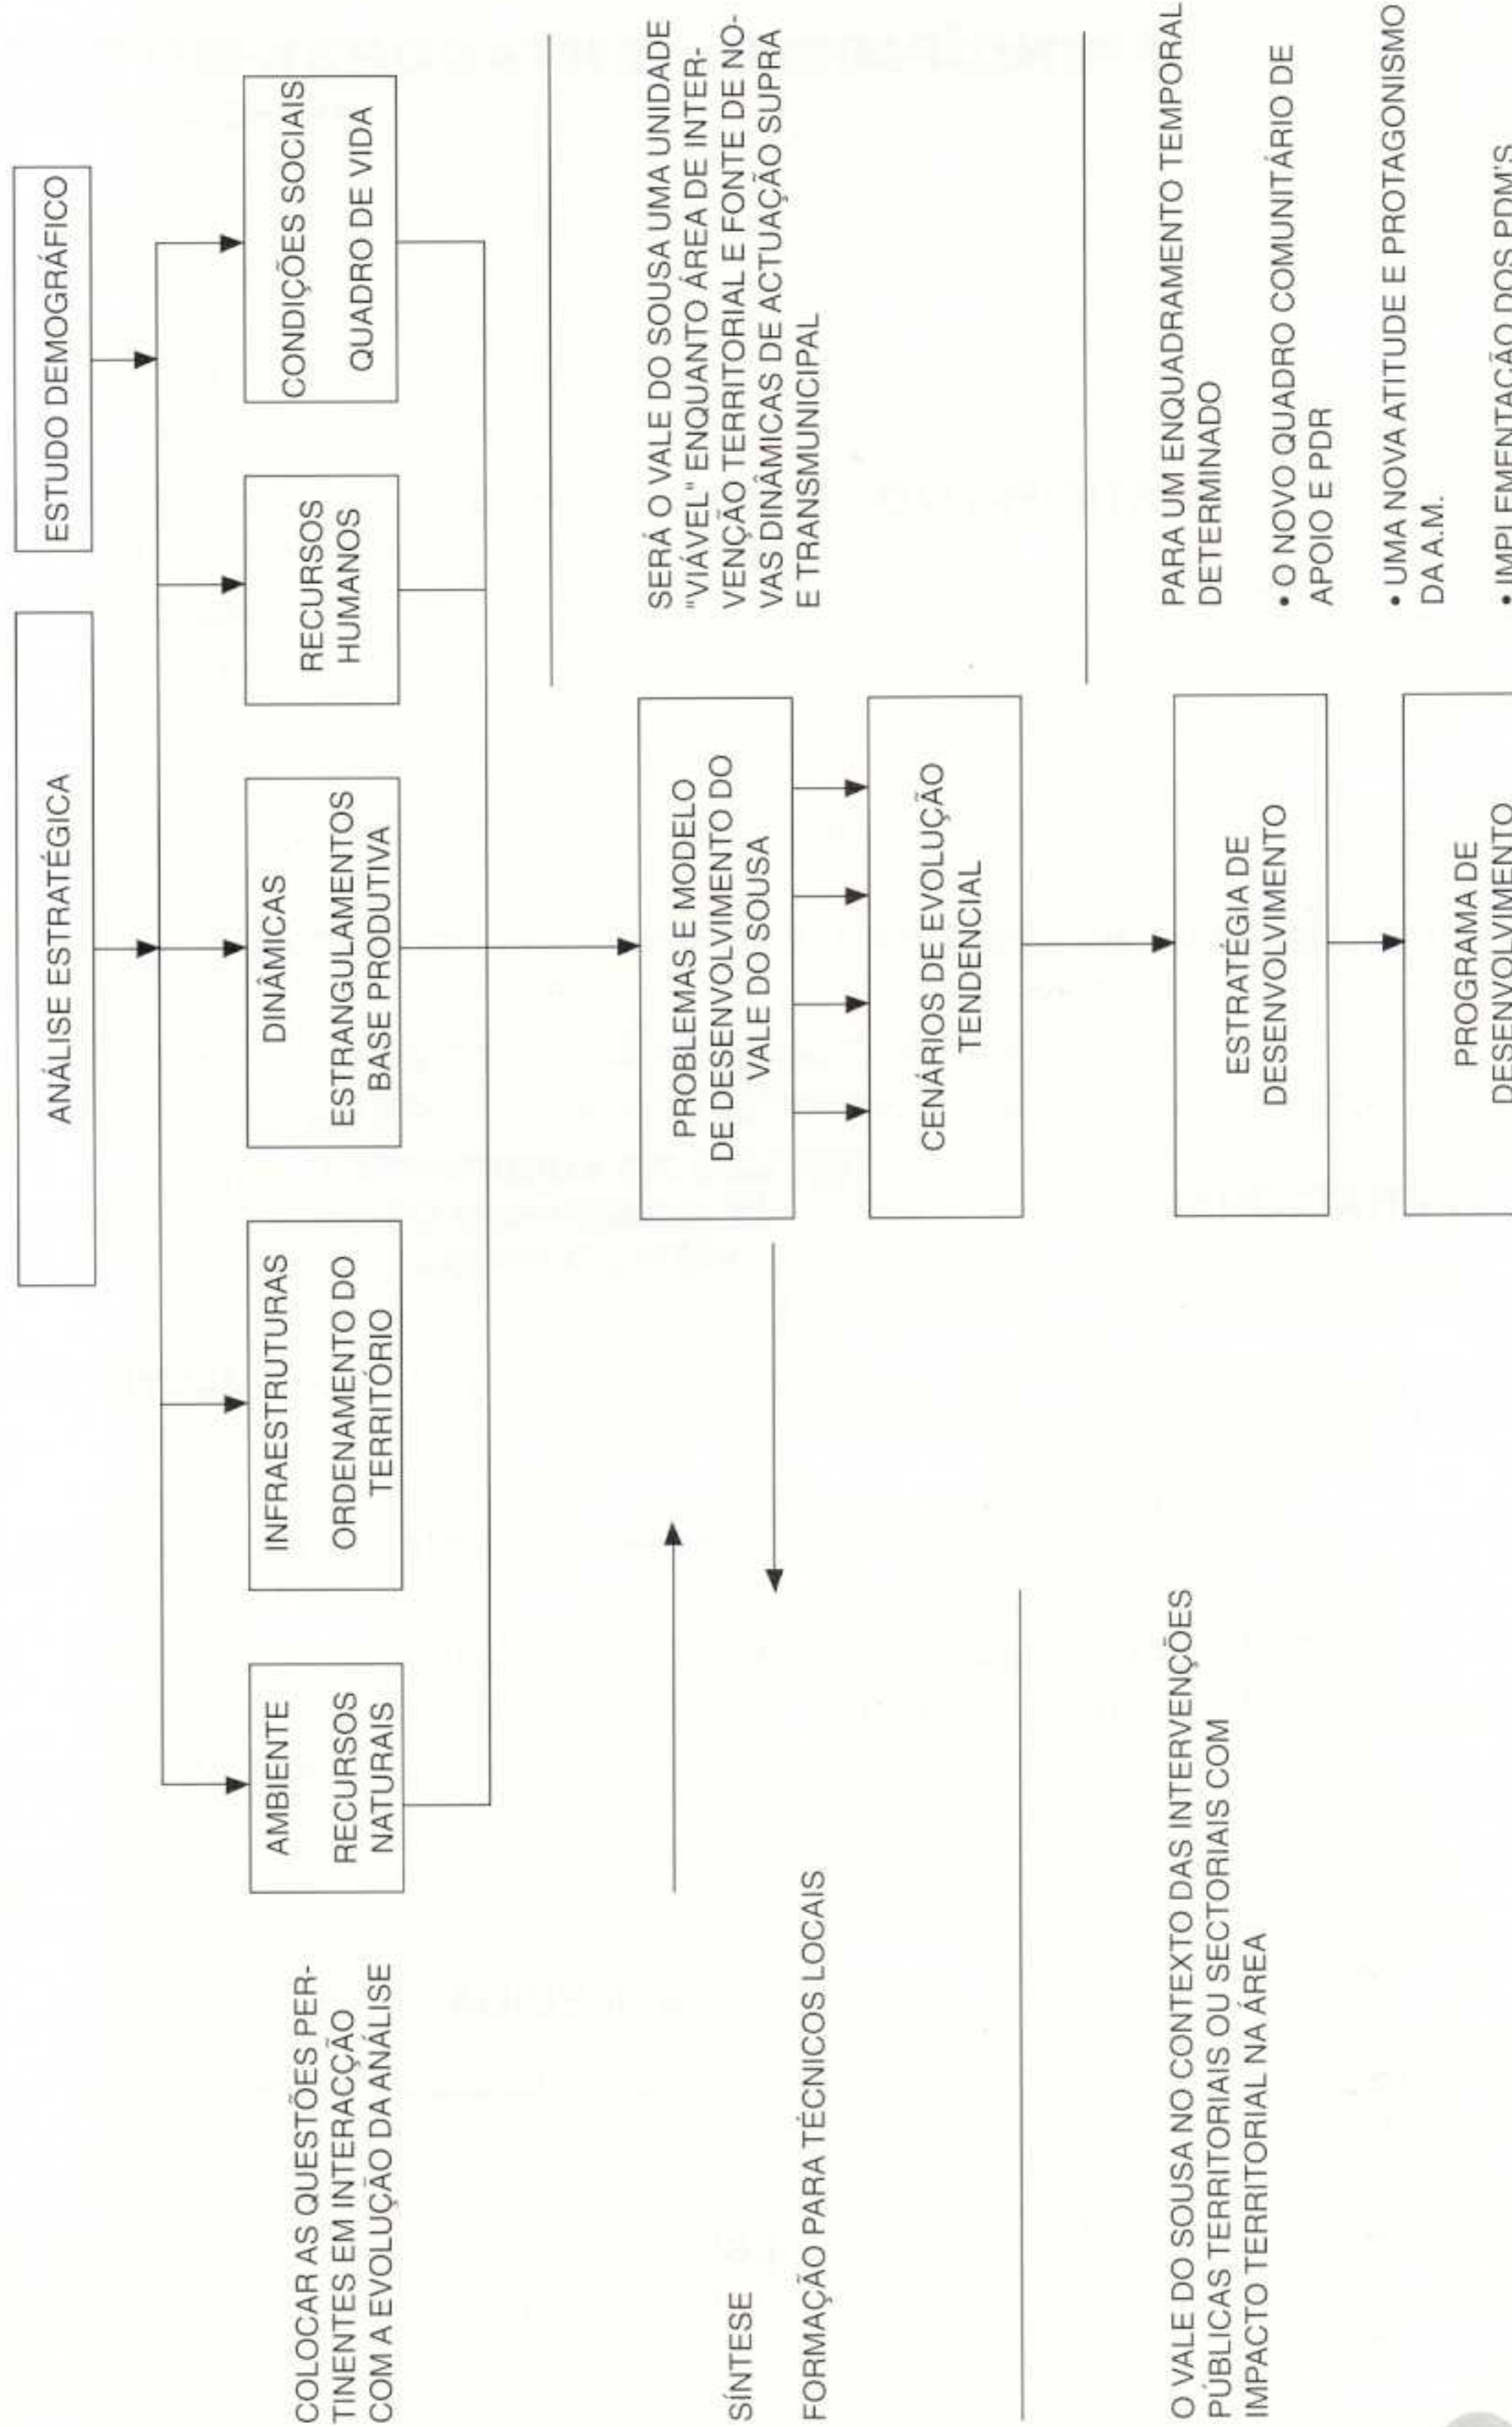 ANÁLISE ESTRATÉGICA
ESTUDO DEMOGRÁFICO
COLOCAR AS QUESTÕES PER-
TINENTES EM INTERACÇÃO
COM A EVOLUÇÃO DA ANÁLISE
AMBIENTE
RECURSOS
NATURAIS
INFRAESTRUTURAS
ORDENAMENTO DO
TERRITÓRIO
DINÂMICAS
ESTRANGULAMENTOS
BASE PRODUTIVA
RECURSOS
HUMANOS
CONDIÇÕES SOCIAIS
QUADRO DE VIDA
SÍNTESE
FORMAÇÃO PARA TÉCNICOS LOCAIS
PROBLEMAS E MODELO
DE DESENVOLVIMENTO DO
VALE DO SOUSA
SERÁ O VALE DO SOUSA UMA UNIDADE
"VIÁVEL" ENQUANTO ÁREA DE INTER-
VENÇÃO TERRITORIAL E FONTE DE NO-
VAS DINÂMICAS DE ACTUAÇÃO SUPRA
E TRANSMUNICIPAL
CENÁRIOS DE EVOLUÇÃO
TENDENCIAL
O VALE DO SOUSA NO CONTEXTO DAS INTERVENÇÕES
PÚBLICAS TERRITORIAIS OU SECTORIAIS COM
IMPACTO TERRITORIAL NA ÁREA
ESTRATÉGIA DE
DESENVOLVIMENTO
PARA UM ENQUADRAMENTO TEMPORAL
DETERMINADO
• O NOVO QUADRO COMUNITÁRIO DE
APOIO E PDR
• UMA NOVA ATITUDE E PROTAGONISMO
DA A.M.
• IMPLEMENTAÇÃO DOS PDM'S
PROGRAMA DE
DESENVOLVIMENTO